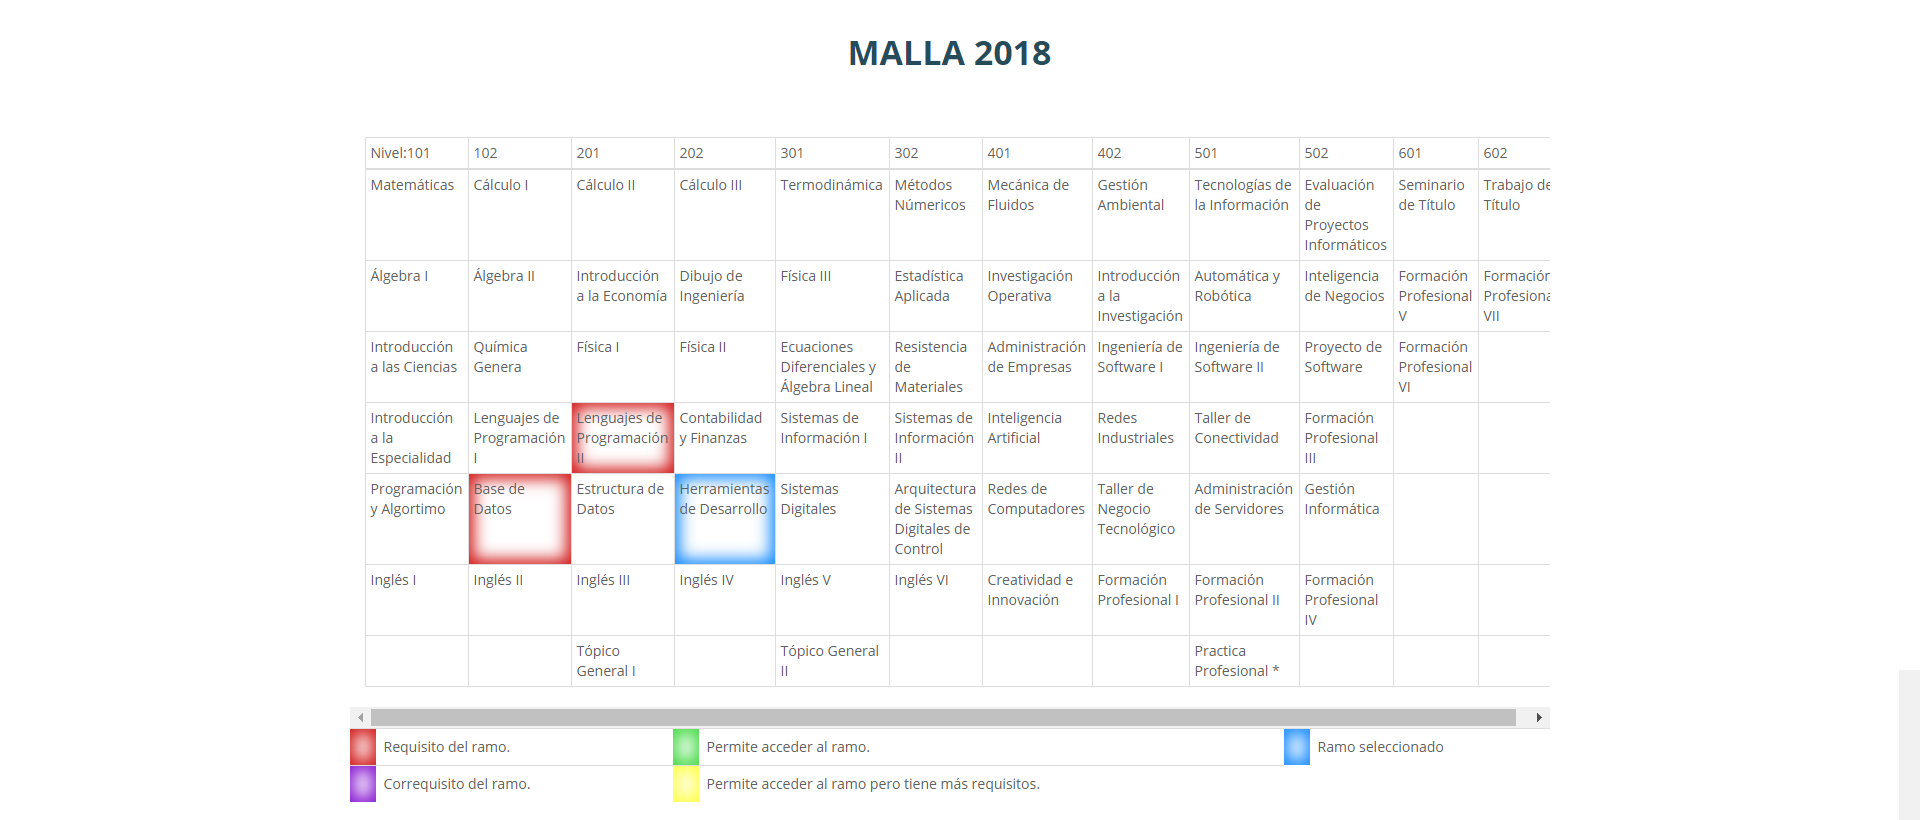 MALLA 2018
Nivel:101 102 201 202 301 302 401 402 501 502 601 602
Matemáticas Cálculo I Cálculo II Cálculo III Termodinámica Métodos Mecánica de Gestión Tecnologías de Evaluación Seminario Trabajo de
Númericos Fluidos Ambiental la Información de de Título Título
Proyectos
Informáticos
Álgebra I Álgebra II Introducción Dibujo de Física III Estadística Investigación Introducción Automática y Inteligencia Formación Formación
a la Economía Ingeniería Aplicada Operativa a la Robótica de Negocios Profesional Profesiona
Investigación V VII
Introducción Química Física I Física II Ecuaciones Resistencia Administración Ingeniería de Ingeniería de Proyecto de Formación
a las Ciencias Genera Diferenciales y de de Empresas Software I Software II Software Profesional
Álgebra Lineal Materiales VI
Introducción Lenguajes de Lenguajes de Contabilidad Sistemas de Sistemas de Inteligencia Redes Taller de Formación
a la Programación Programación y Finanzas Información I Información Artificial Industriales Conectividad Profesional
Especialidad I II II III
Programación Base de Estructura de Herramientas Sistemas Arquitectura Redes de Taller de Administración Gestión
y Algortimo Datos Datos de Desarrollo Digitales de Sistemas Computadores Negocio de Servidores Informática
Digitales de Tecnológico
Control
Inglés I Inglés II Inglés III Inglés IV Inglés V Inglés VI Creatividad e Formación Formación Formación
Innovación Profesional I Profesional II Profesional
IV
Tópico Tópico General Practica
General I II Profesional *
Requisito del ramo. Permite acceder al ramo. Ramo seleccionado
Correquisito del ramo. Permite acceder al ramo pero tiene más requisitos.